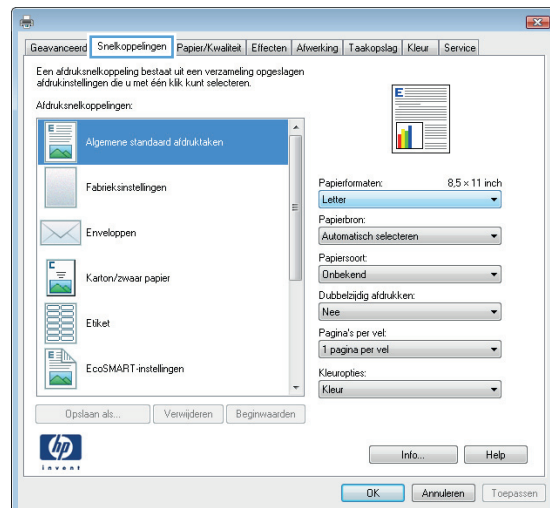 Geavanceerd Snelkoppelingen Papier/Kwaliteit Effecten Afwerking Taakopslag Kleur Service
Een afdruksnelkoppeling bestaat uit een verzameling opgeslagen
afdrukinstellingen die u met één klik kunt selecteren.
Afdruksnelkoppelingen:
Algemene standaard afdruktaken
Fabrieksinstellingen
Enveloppen
Karton/zwaar papier
Etiket
EcoSMART-instellingen
Opslaan als... Verwijderen Beginwaarden
E
Papierformaten: 8,5 × 11 inch
Letter
Papierbron:
Automatisch selecteren
Papiersoort:
Onbekend
Dubbelzijdig afdrukken:
Nee
Pagina's per vel:
1 pagina per vel
Kleuropties:
Kleur
hp
invent
Info... Help
OK Annuleren Toepassen